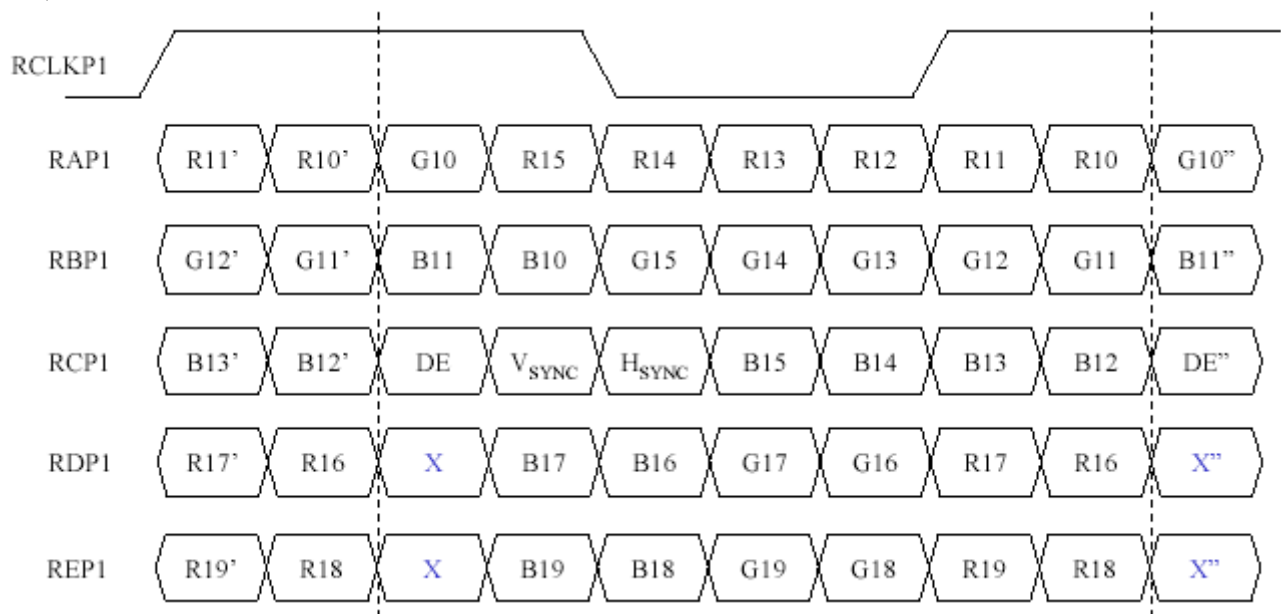 RCLKP1
RAP1 R11’ R10’ G10 R15 R14 R13 R12 R11 R10 G10”
RBP1 G12’ G11’ B11 B10 G15 G14 G13 G12 G11 B11”
RCP1 B13’ B12’ DE VSYNC HSYNC B15 B14 B13 B12 DE”
RDP1 R17’ R16 X B17 B16 G17 G16 R17 R16 X”
REP1 R19’ R18 X B19 B18 G19 G18 R19 R18 X”